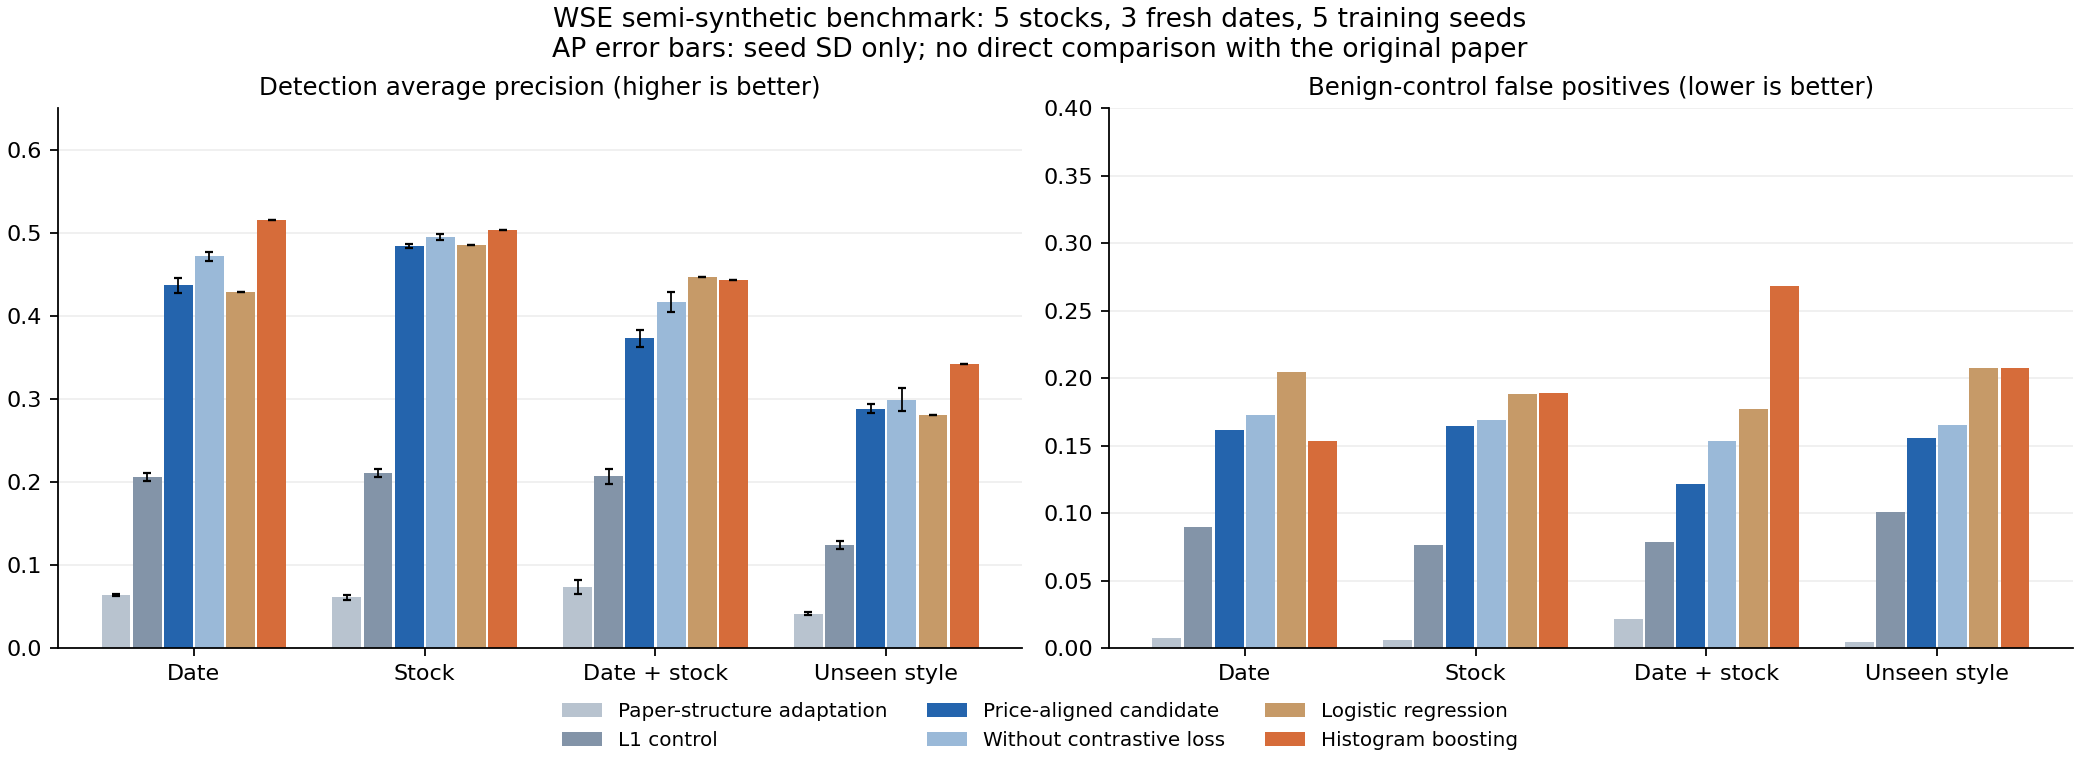 WSE semi-synthetic benchmark: 5 stocks, 3 fresh dates, 5 training seeds
AP error bars: seed SD only; no direct comparison with the original paper
Detection average precision (higher is better)
0.6
0.5
0.4
0.3
0.2
0.1
0.0
Date
Stock
Date + stock
Unseen style
Benign-control false positives (lower is better)
0.40
0.35
0.30
0.25
0.20
0.15
0.10
0.05
0.00
Date
Stock
Date + stock
Unseen style
Paper-structure adaptation
L1 control
Price-aligned candidate
Without contrastive loss
Logistic regression
Histogram boosting